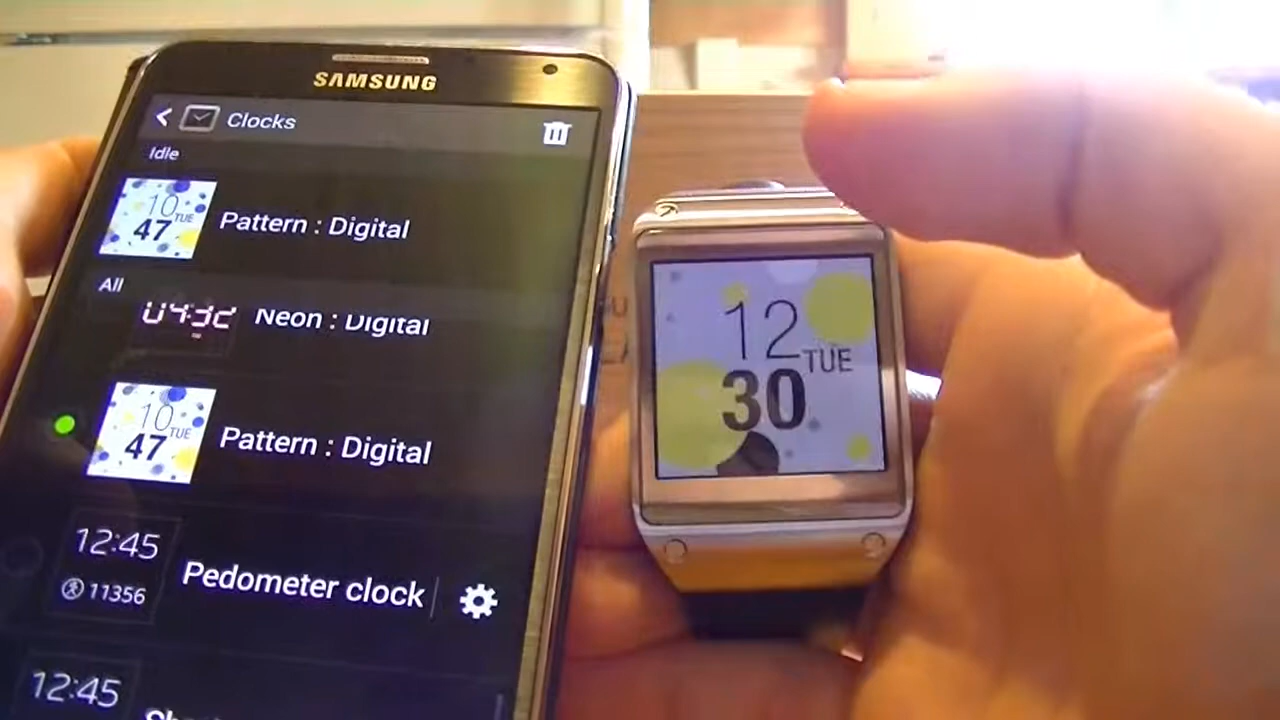 SAMSUNG
Clocks
Idle
10
TUE
47
Pattern : Digital
All
Neon : Digital
10
TUE
47
Pattern : Digital
12:45
11356
Pedometer clock
12:45
12
TUE
30